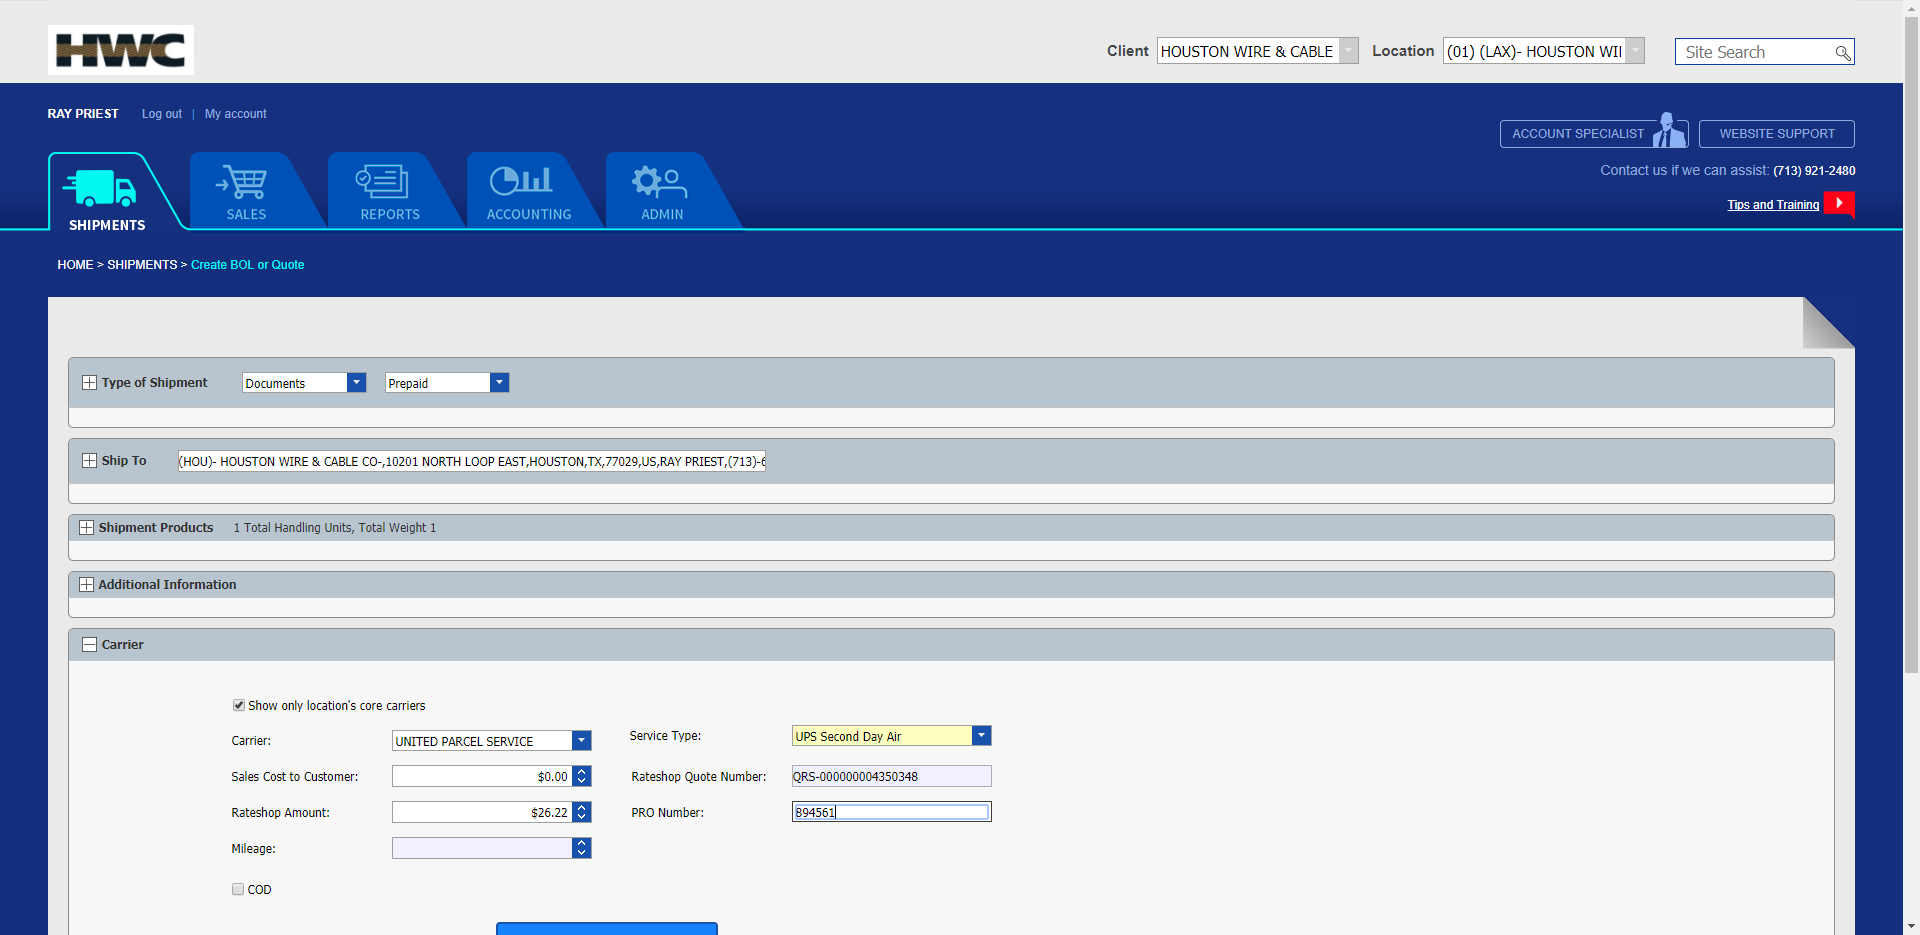 HWC
Client HOUSTON WIRE & CABLE Location (01) (LAX)- HOUSTON WII Site Search
RAY PRIEST Log out | My account
ACCOUNT SPECIALIST WEBSITE SUPPORT
Contact us if we can assist: (713) 921-2480
Tips and Training
SHIPMENTS SALES REPORTS ACCOUNTING ADMIN
HOME > SHIPMENTS > Create BOL or Quote
Type of Shipment Documents Prepaid
Ship To (HOU)- HOUSTON WIRE & CABLE CO-,10201 NORTH LOOP EAST,HOUSTON,TX,77029,US,RAY PRIEST,(713)-6
Shipment Products 1 Total Handling Units, Total Weight 1
Additional Information
Carrier
Show only location's core carriers
Carrier: UNITED PARCEL SERVICE Service Type: UPS Second Day Air
Sales Cost to Customer: $0.00 Rateshop Quote Number: QRS-000000004350348
Rateshop Amount: $26.22 PRO Number: 894561
Mileage:
COD